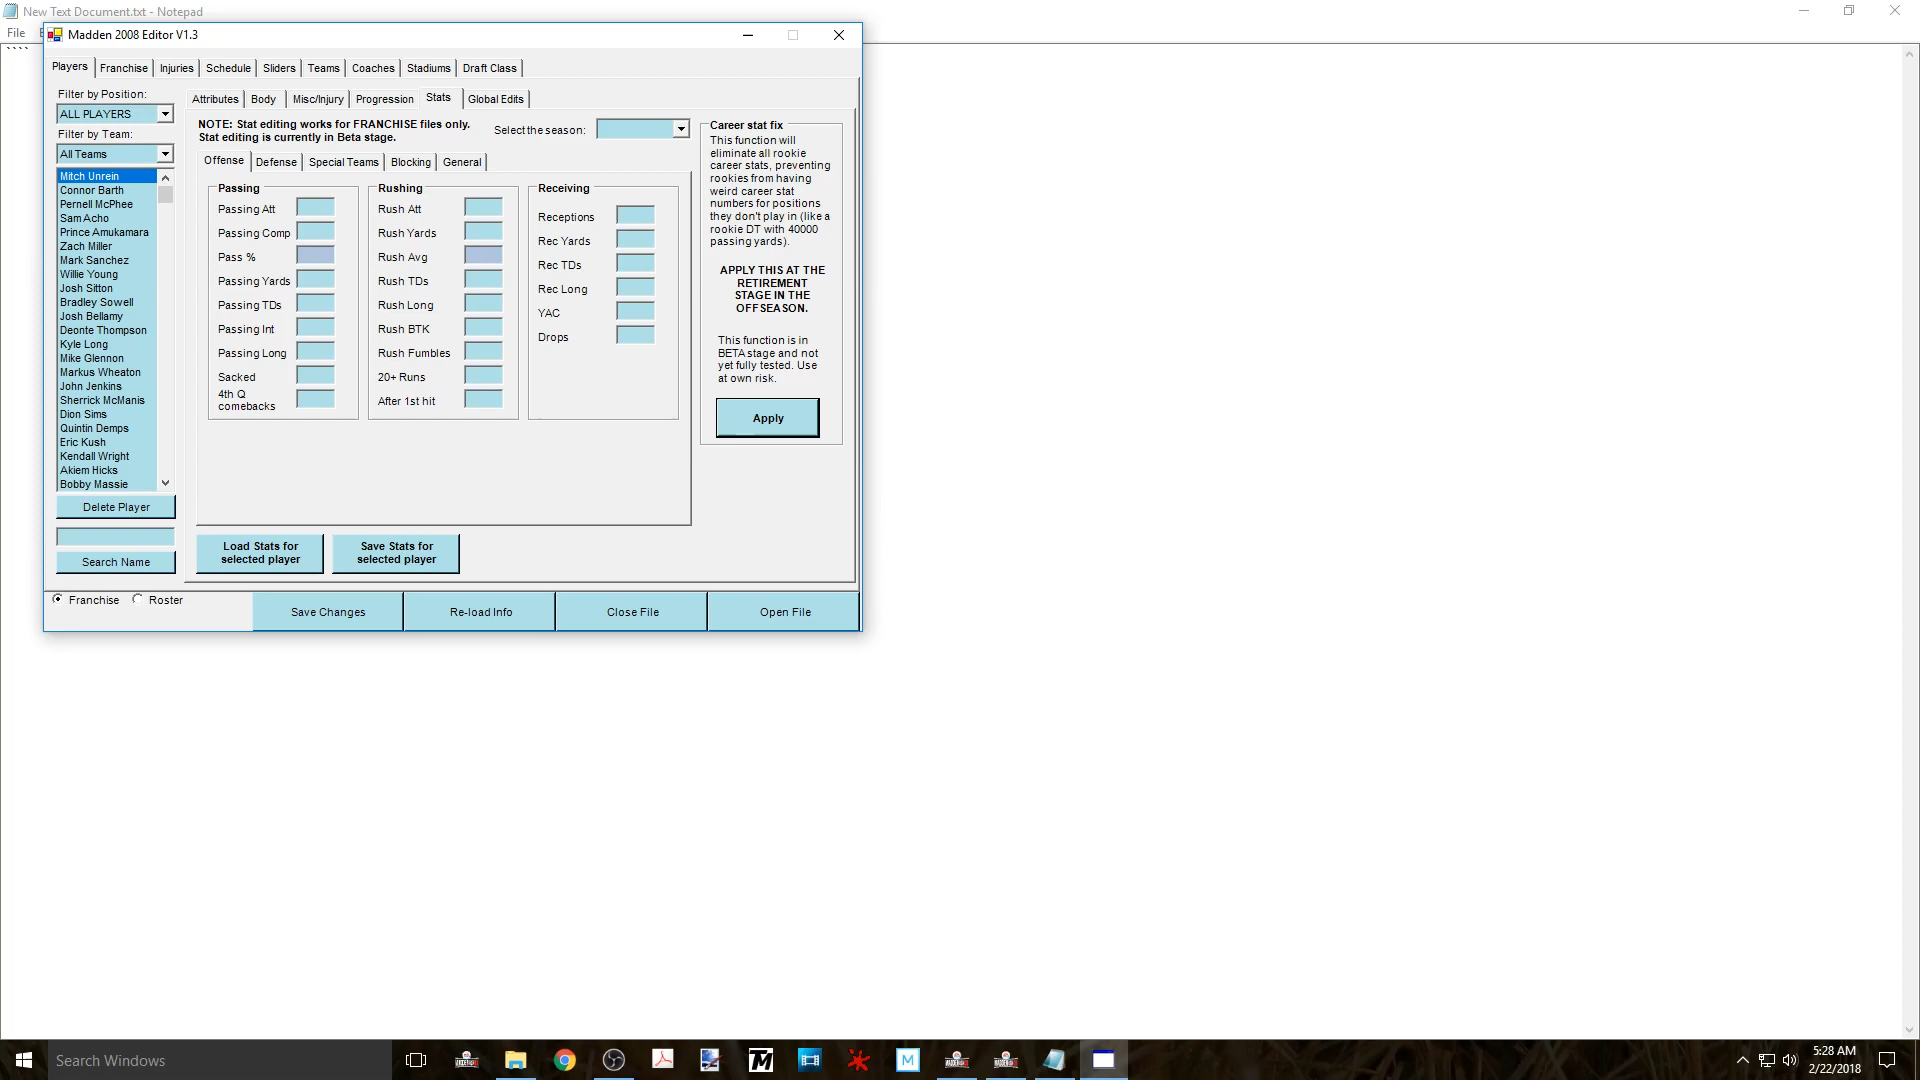 New Text Document.txt - Notepad
File
````
Madden 2008 Editor V1.3
Players Franchise Injuries Schedule Sliders Teams Coaches Stadiums Draft Class
Filter by Position:
ALL PLAYERS
Filter by Team:
All Teams
Mitch Unrein
Connor Barth
Pernell McPhee
Sam Acho
Prince Amukamara
Zach Miller
Mark Sanchez
Willie Young
Josh Sitton
Bradley Sowell
Josh Bellamy
Deonte Thompson
Kyle Long
Mike Glennon
Markus Wheaton
John Jenkins
Sherrick McManis
Dion Sims
Quintin Demps
Eric Kush
Kendall Wright
Akiem Hicks
Bobby Massie
Delete Player
Search Name
Attributes Body Misc/Injury Progression Stats Global Edits
NOTE: Stat editing works for FRANCHISE files only.
Stat editing is currently in Beta stage.
Select the season:
Offense Defense Special Teams Blocking General
Passing
Passing Att
Passing Comp
Pass %
Passing Yards
Passing TDs
Passing Int
Passing Long
Sacked
4th Q
comebacks
Rushing
Rush Att
Rush Yards
Rush Avg
Rush TDs
Rush Long
Rush BTK
Rush Fumbles
20+ Runs
After 1st hit
Receiving
Receptions
Rec Yards
Rec TDs
Rec Long
YAC
Drops
Career stat fix
This function will
eliminate all rookie
career stats, preventing
rookies from having
weird career stat
numbers for positions
they don't play in (like a
rookie DT with 40000
passing yards).
APPLY THIS AT THE
RETIREMENT
STAGE IN THE
OFFSEASON.
This function is in
BETA stage and not
yet fully tested. Use
at own risk.
Apply
Load Stats for
selected player
Save Stats for
selected player
Franchise Roster
Save Changes Re-load Info Close File Open File
Search Windows
5:28 AM
2/22/2018